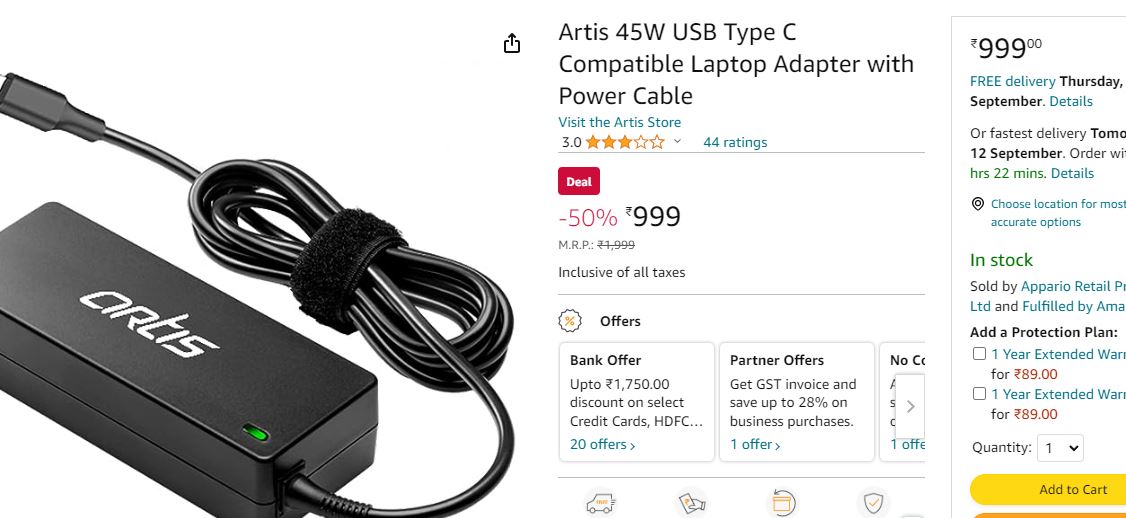 artis
Artis 45W USB Type C
Compatible Laptop Adapter with
Power Cable
Visit the Artis Store
3.0 44 ratings
Deal
-50% ₹999
M.R.P.: ₹1,999
Inclusive of all taxes
Offers
Bank Offer
Upto ₹1,750.00
discount on select
Credit Cards, HDFC…
20 offers ›
Partner Offers
Get GST invoice and
save up to 28% on
business purchases.
1 offer ›
No Co
1 offe
₹999 00
FREE delivery Thursday,
September. Details
Or fastest delivery Tomo
12 September. Order wit
hrs 22 mins. Details
Choose location for most
accurate options
In stock
Sold by Appario Retail Pr
Ltd and Fulfilled by Ama
Add a Protection Plan:
1 Year Extended Warr
for ₹89.00
1 Year Extended Warr
for ₹89.00
Quantity: 1
Add to Cart